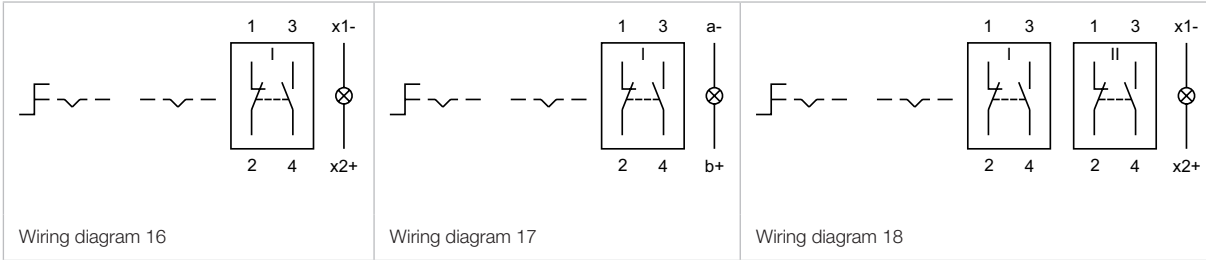 1 3 x1-
I
2 4 x2+
Wiring diagram 16
1 3 a-
I
2 4 b+
Wiring diagram 17
1 3 1 3 x1-
I II
2 4 2 4 x2+
Wiring diagram 18